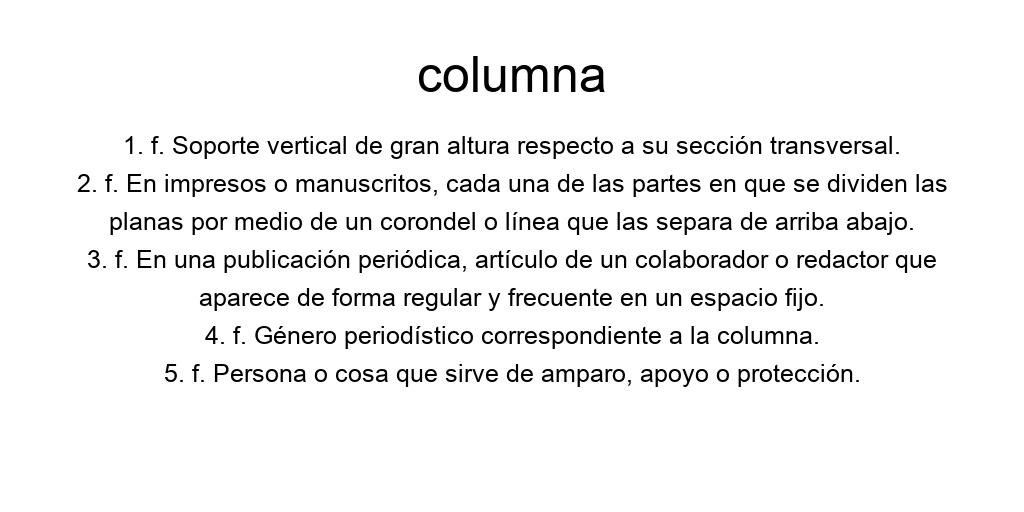 columna
1. f. Soporte vertical de gran altura respecto a su sección transversal.
2. f. En impresos o manuscritos, cada una de las partes en que se dividen las
planas por medio de un corondel o línea que las separa de arriba abajo.
3. f. En una publicación periódica, artículo de un colaborador o redactor que
aparece de forma regular y frecuente en un espacio fijo.
4. f. Género periodístico correspondiente a la columna.
5. f. Persona o cosa que sirve de amparo, apoyo o protección.